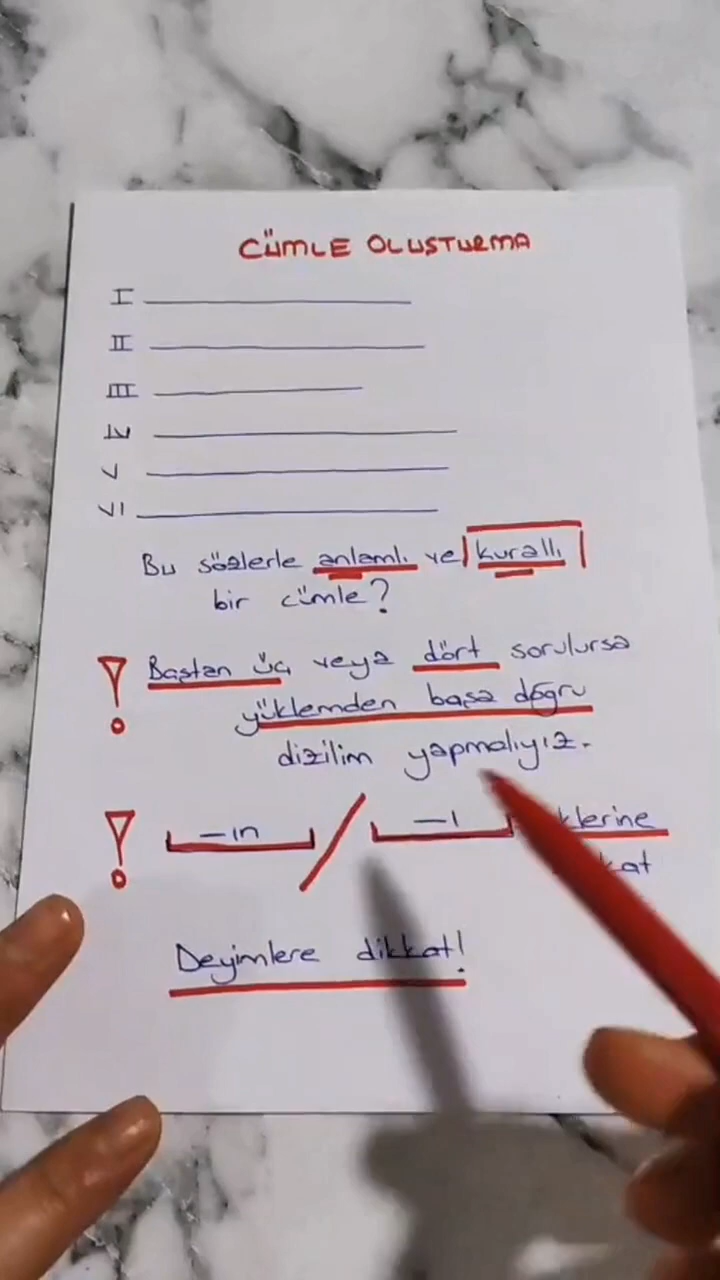 CÜMLE OLUSTURMA
I
II
III
IV
V
VI
Bu sözlerle anlamlı ve kurallı
bir cümle?
! Baştan üç veya dört sorulursa
yüklemden başa doğru
dizilim yapmalıyız.
! -ın / -ı
Deyimlere dikkat!